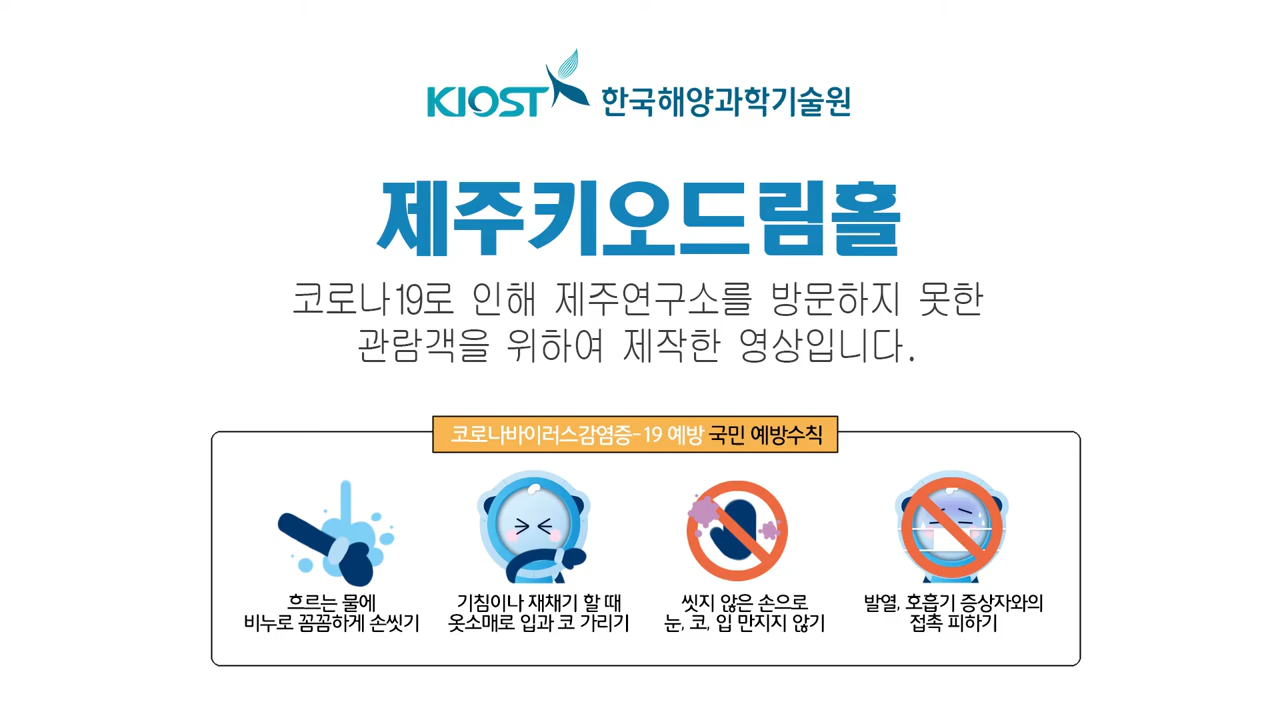 KIOST 한국해양과학기술원
제주키오드림홀
코로나19로 인해 제주연구소를 방문하지 못한
관람객을 위하여 제작한 영상입니다.
코로나바이러스감염증-19 예방 국민 예방수칙
흐르는 물에
비누로 꼼꼼하게 손씻기
기침이나 재채기 할 때
옷소매로 입과 코 가리기
씻지 않은 손으로
눈, 코, 입 만지지 않기
발열, 호흡기 증상자와의
접촉 피하기